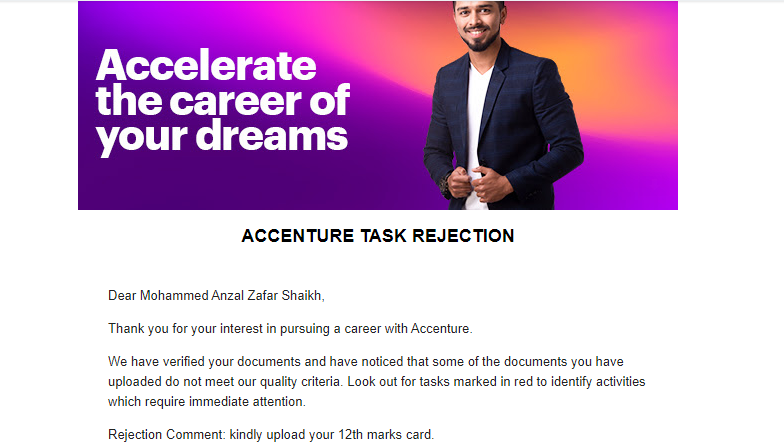 Accelerate
the career of
your dreams
ACCENTURE TASK REJECTION
Dear Mohammed Anzal Zafar Shaikh,
Thank you for your interest in pursuing a career with Accenture.
We have verified your documents and have noticed that some of the documents you have
uploaded do not meet our quality criteria. Look out for tasks marked in red to identify activities
which require immediate attention.
Rejection Comment: kindly upload your 12th marks card.